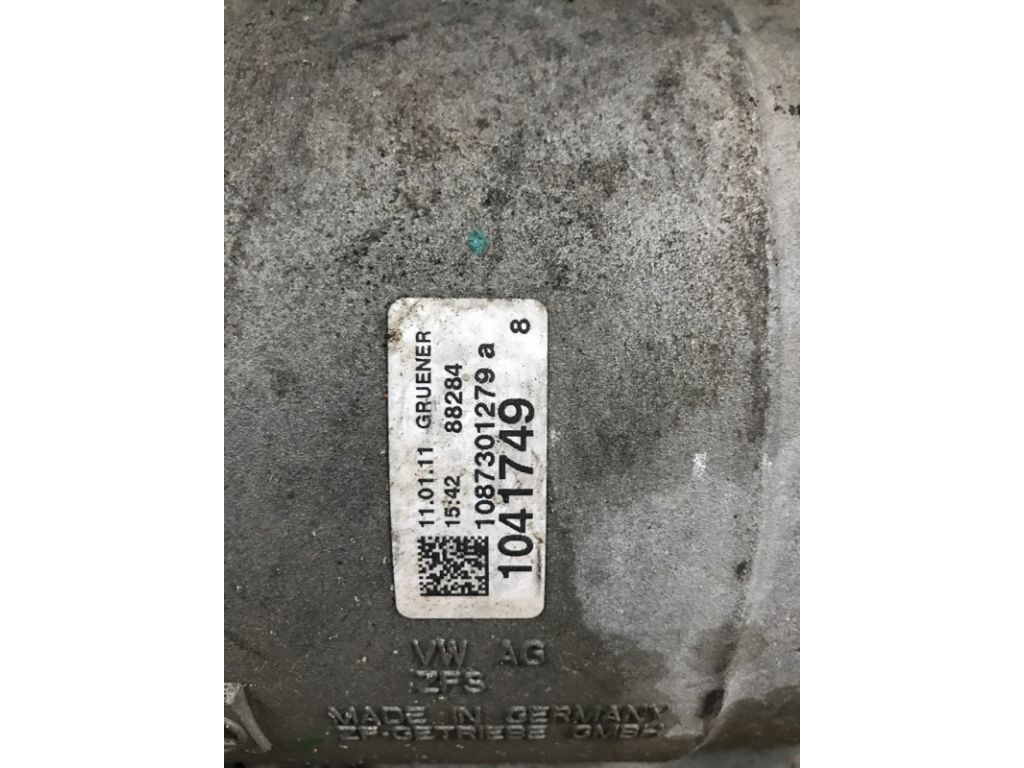 11.01.11 GRUENER
15:42 88284
1087301279 a
1041749 8
VW AG
ZFS
MADE IN GERMANY
ZF-GETRIEBE GMBH